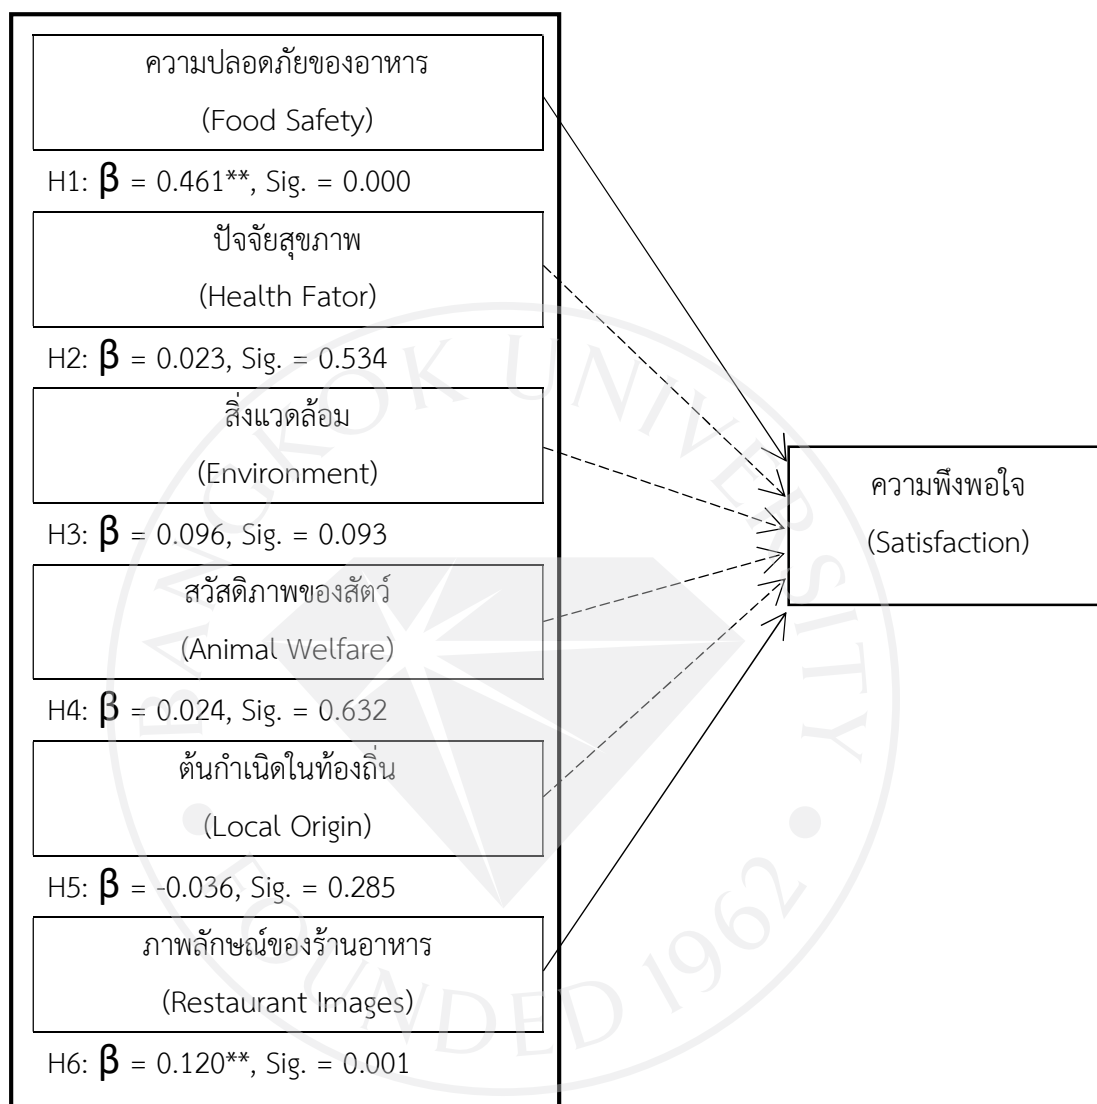 ความปลอดภัยของอาหาร
(Food Safety)
H1: β = 0.461**, Sig. = 0.000
ปัจจัยสุขภาพ
(Health Fator)
H2: β = 0.023, Sig. = 0.534
สิ่งแวดล้อม
(Environment)
H3: β = 0.096, Sig. = 0.093
สวัสดิภาพของสัตว์
(Animal Welfare)
H4: β = 0.024, Sig. = 0.632
ต้นกำเนิดในท้องถิ่น
(Local Origin)
H5: β = -0.036, Sig. = 0.285
ภาพลักษณ์ของร้านอาหาร
(Restaurant Images)
H6: β = 0.120**, Sig. = 0.001
ความพึงพอใจ
(Satisfaction)
BANGKOK UNIVERSITY
FOUNDED 1962